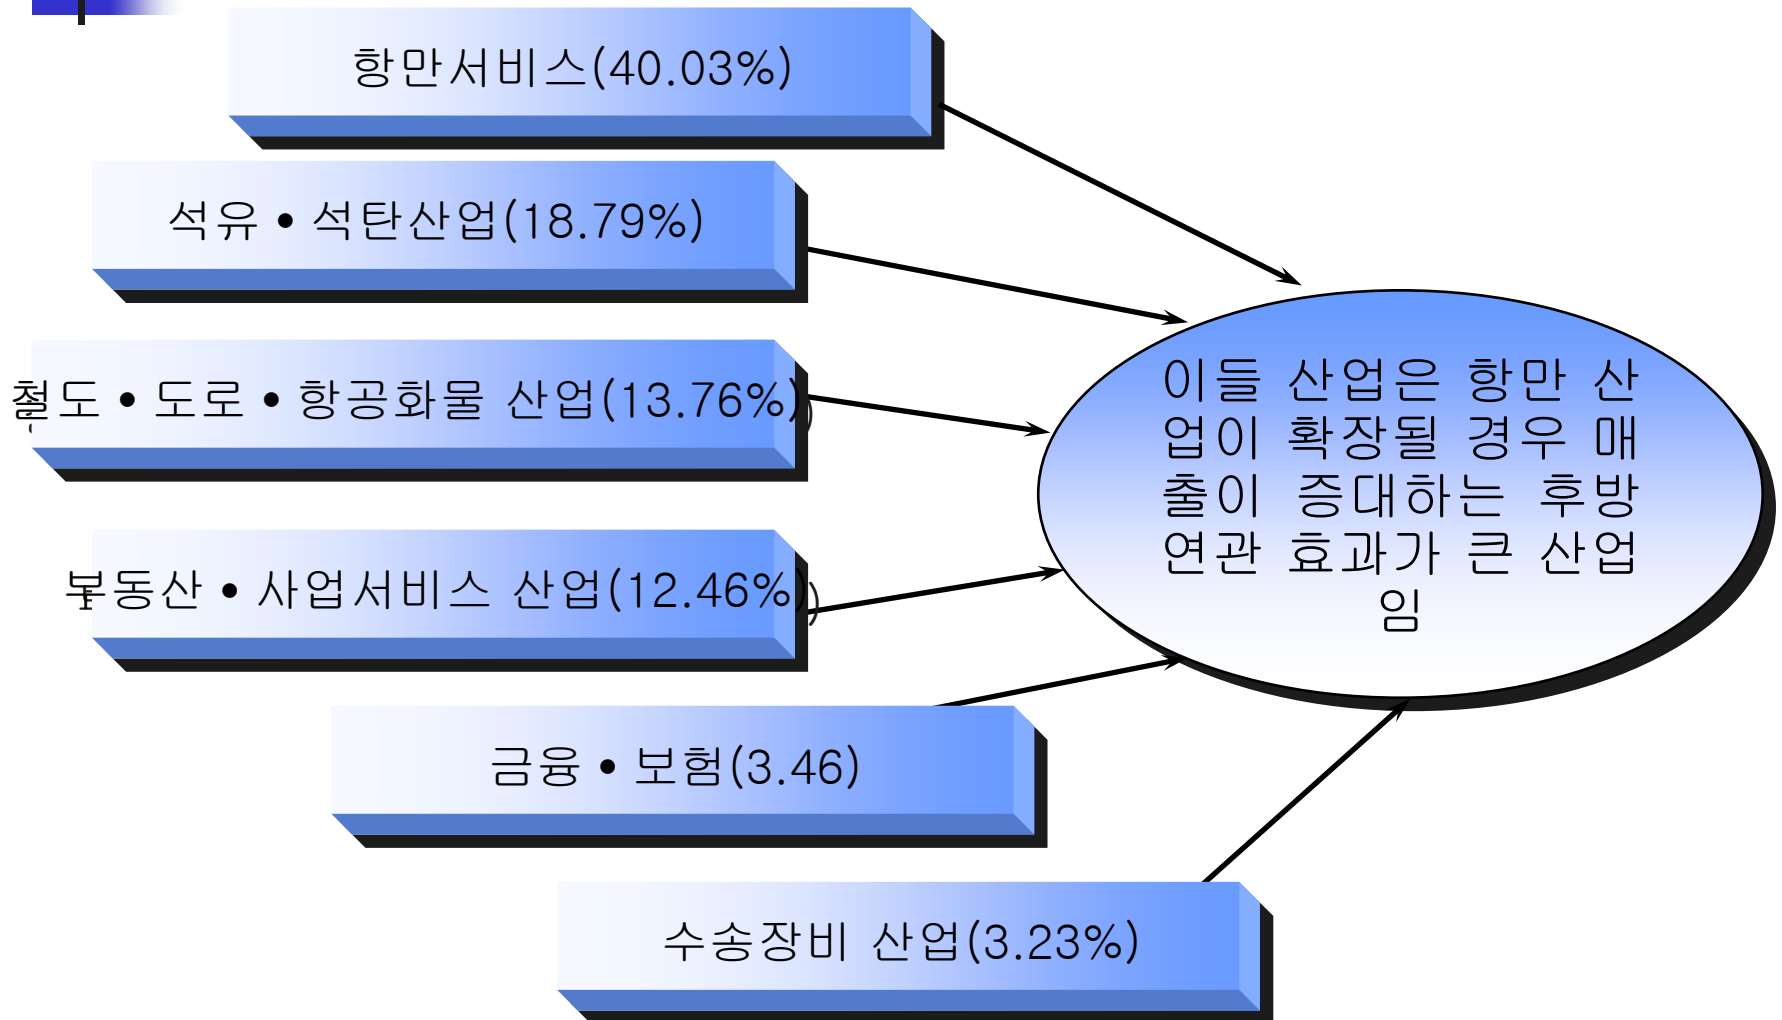 항만서비스(40.03%)
석유 • 석탄산업(18.79%)
철도 • 도로 • 항공화물 산업(13.76%)
부동산 • 사업서비스 산업(12.46%)
금융 • 보험(3.46)
수송장비 산업(3.23%)
이들 산업은 항만 산
업이 확장될 경우 매
출이 증대하는 후방
연관 효과가 큰 산업
임